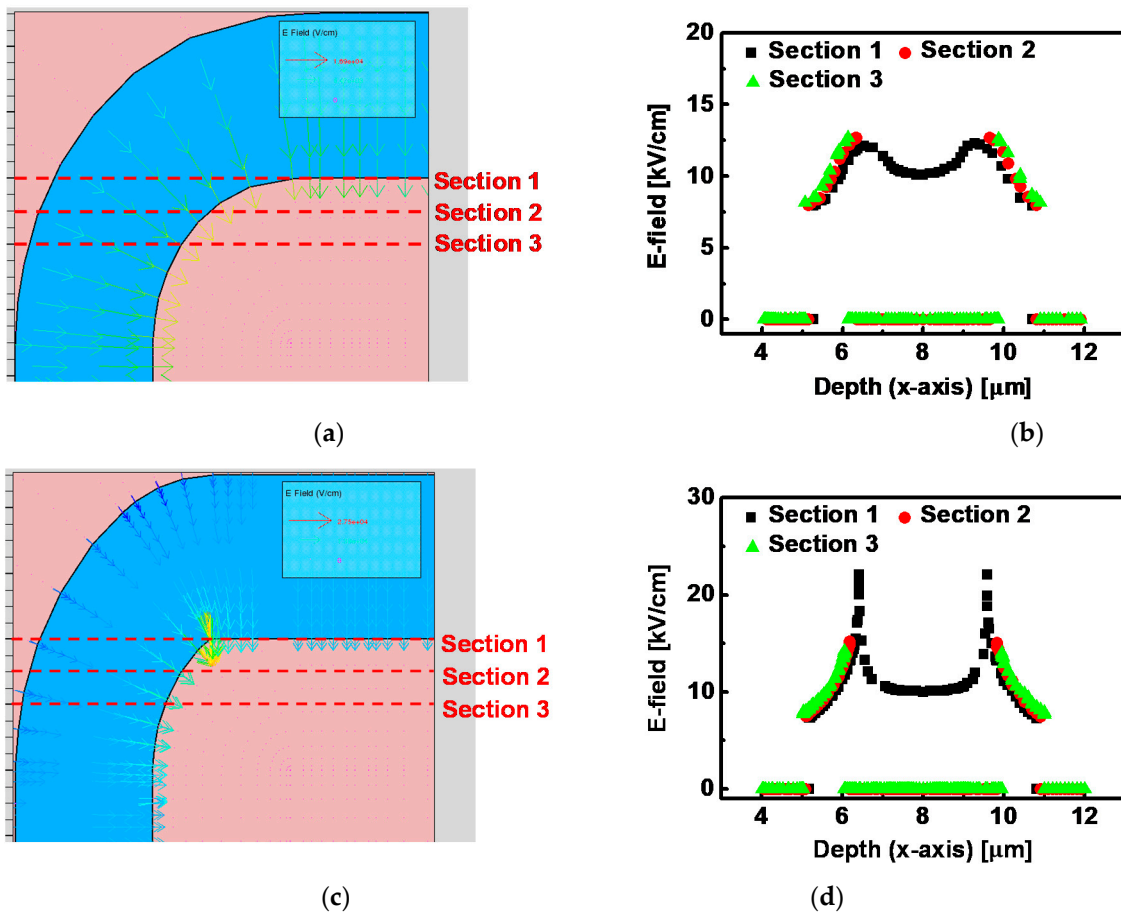 E Field (V/cm)
Section 1
Section 2
Section 3
(a)
Section 1 Section 2
Section 3
20
15
10
5
0
E-field [kV/cm]
4 6 8 10 12
Depth (x-axis) [μm]
(b)
E Field (V/cm)
Section 1
Section 2
Section 3
(c)
Section 1 Section 2
Section 3
30
20
10
0
E-field [kV/cm]
4 6 8 10 12
Depth (x-axis) [μm]
(d)